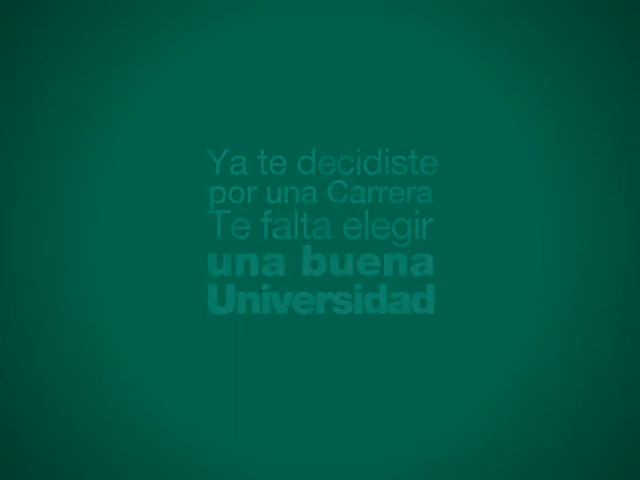 Ya te decidiste
por una Carrera
Te falta elegir
una buena
Universidad